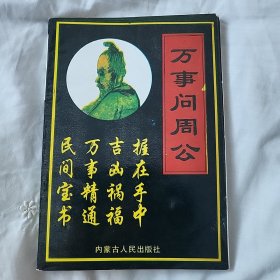 万事问周公
握在手中
吉凶祸福
万事精通
民间宝书
内蒙古人民出版社